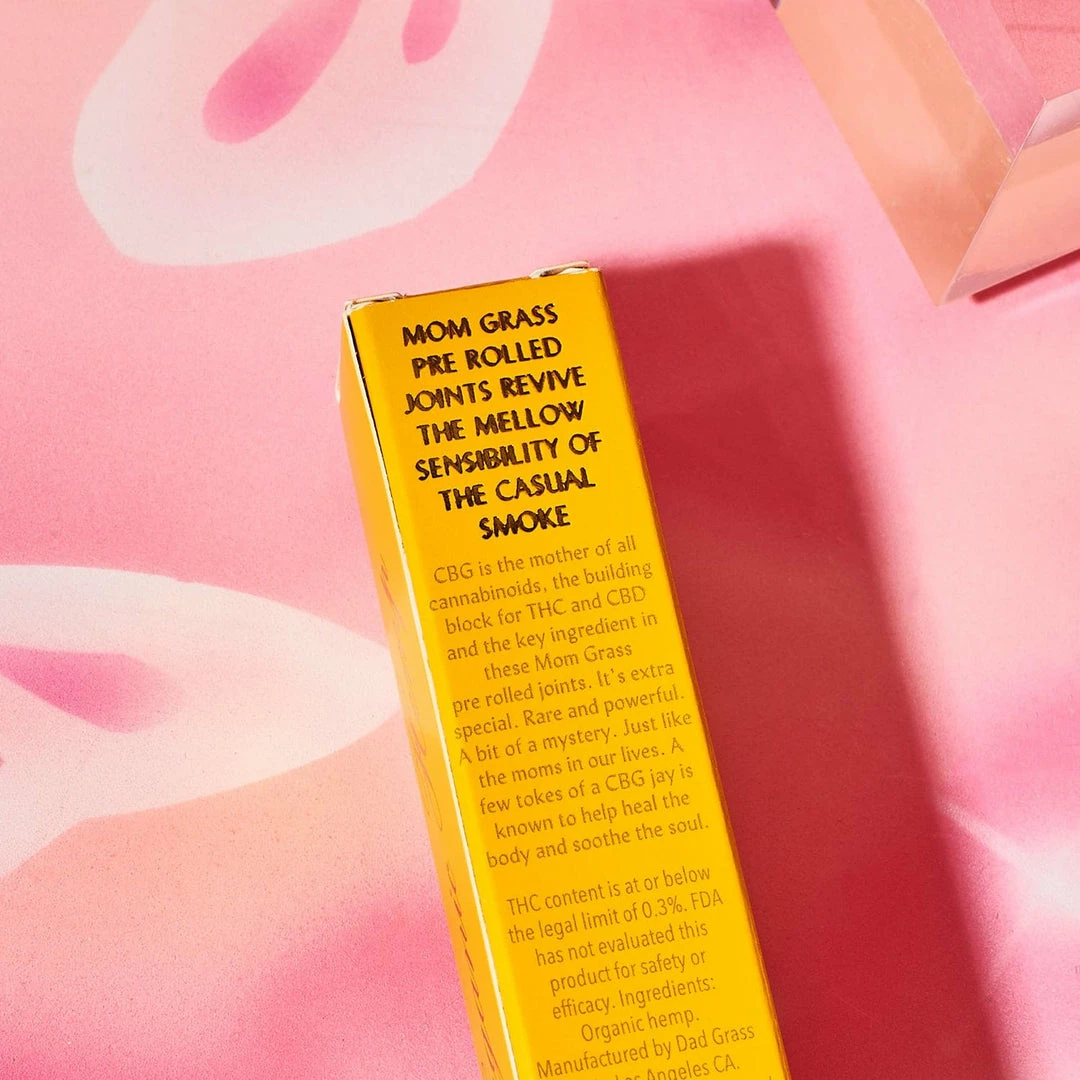 MOM GRASS
PRE ROLLED
JOINTS REVIVE
THE MELLOW
SENSIBILITY OF
THE CASUAL
SMOKE
CBG is the mother of all
cannabinoids, the building
block for THC and CBD
and the key ingredient in
these Mom Grass
pre rolled joints. It's extra
special. Rare and powerful.
A bit of a mystery. Just like
the moms in our lives. A
few tokes of a CBG jay is
known to help heal the
body and soothe the soul.
THC content is at or below
the legal limit of 0.3%. FDA
has not evaluated this
product for safety or
efficacy. Ingredients:
Organic hemp.
Manufactured by Dad Grass
Los Angeles CA.